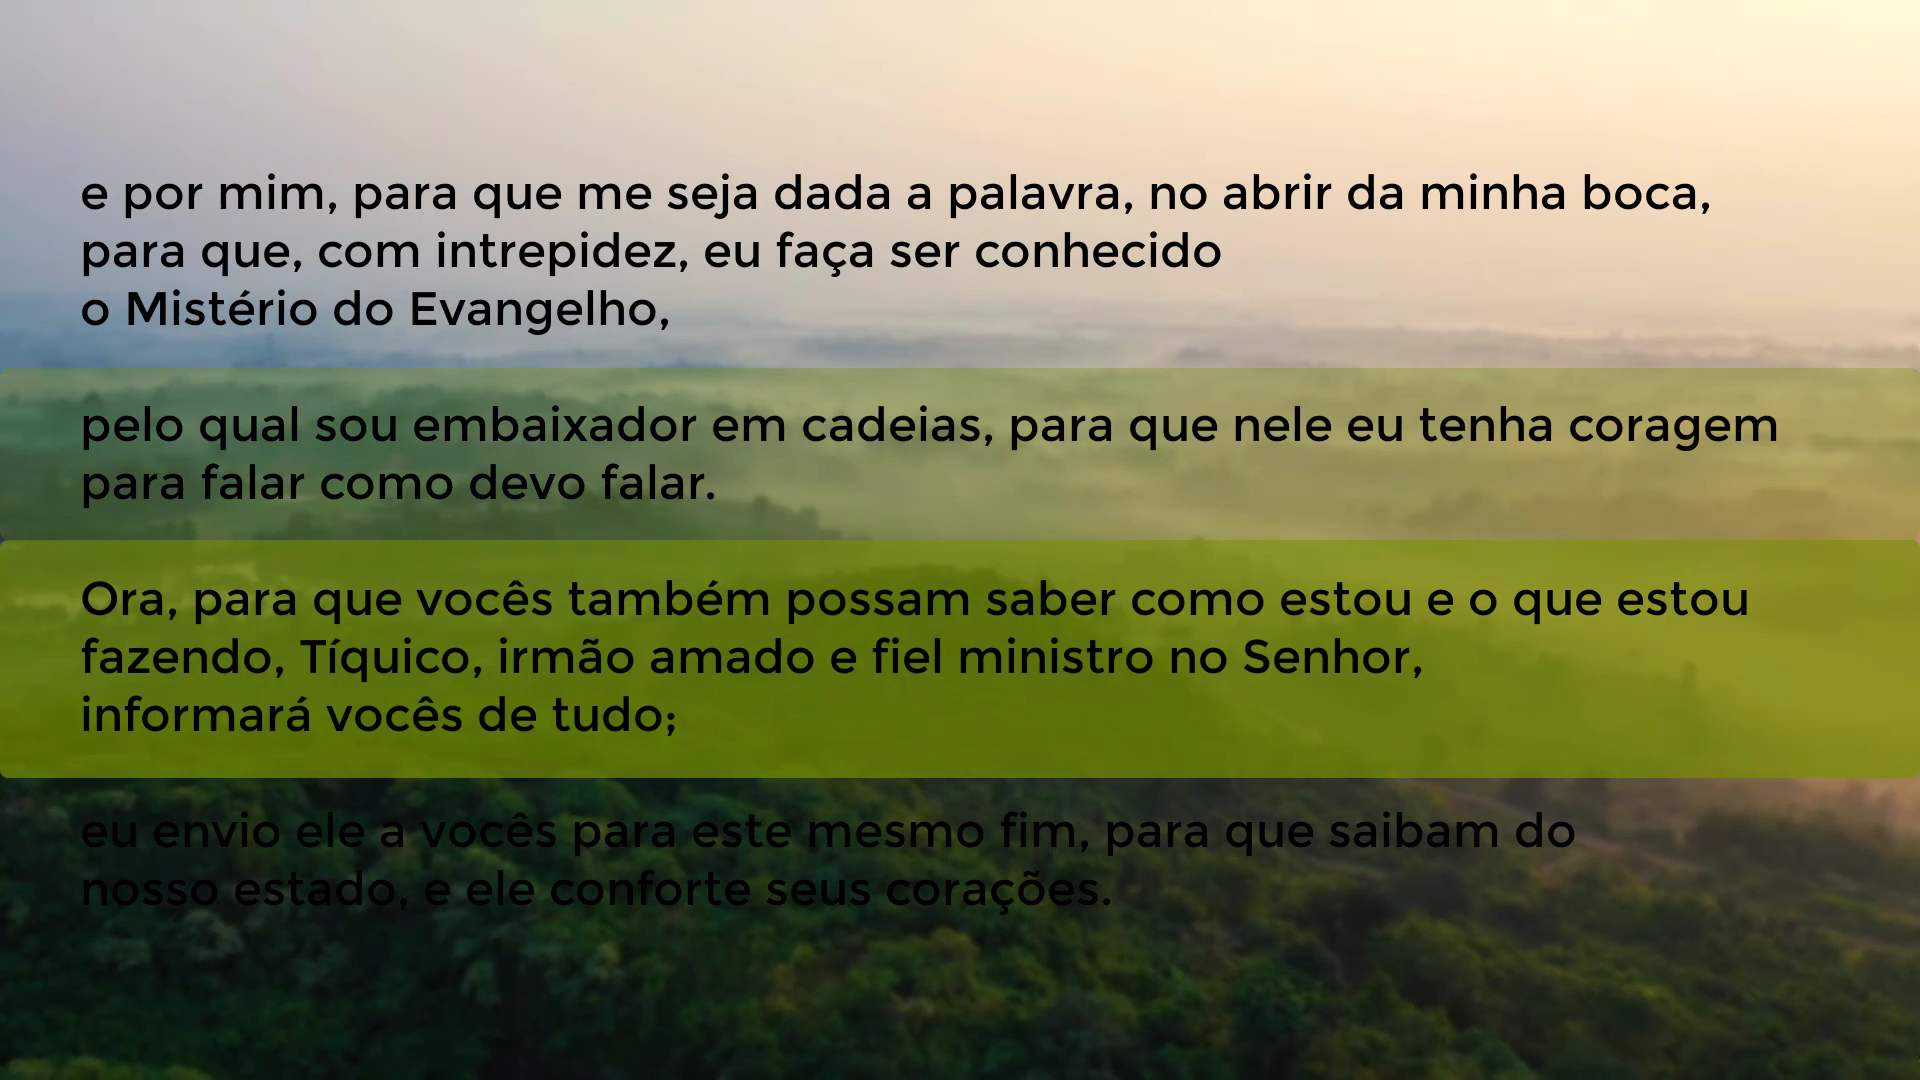 e por mim, para que me seja dada a palavra, no abrir da minha boca,
para que, com intrepidez, eu faça ser conhecido
o Mistério do Evangelho,
pelo qual sou embaixador em cadeias, para que nele eu tenha coragem
para falar como devo falar.
Ora, para que vocês também possam saber como estou e o que estou
fazendo, Tíquico, irmão amado e fiel ministro no Senhor,
informará vocês de tudo;
eu envio ele a vocês para este mesmo fim, para que saibam do
nosso estado, e ele conforte seus corações.